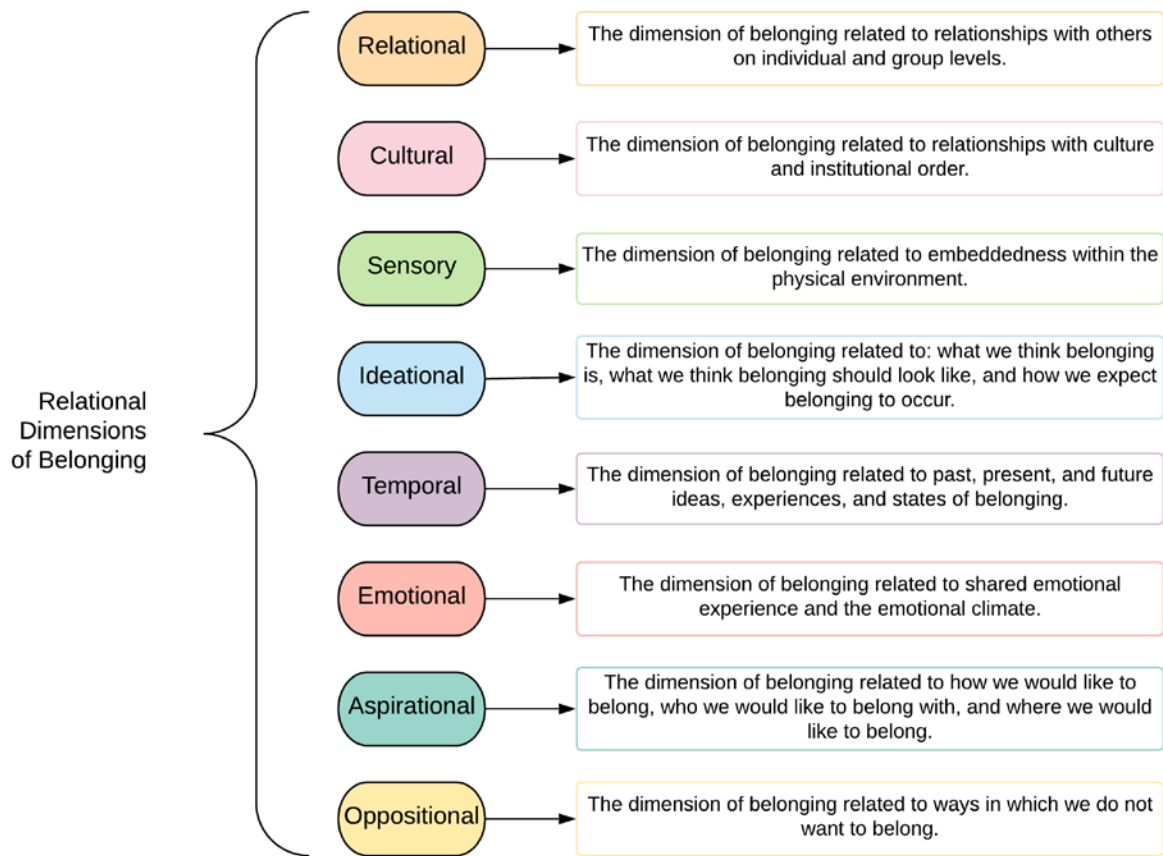 Relational
Dimensions
of Belonging
Relational
The dimension of belonging related to relationships with others
on individual and group levels.
Cultural
The dimension of belonging related to relationships with culture
and institutional order.
Sensory
The dimension of belonging related to embeddedness within the
physical environment.
Ideational
The dimension of belonging related to: what we think belonging
is, what we think belonging should look like, and how we expect
belonging to occur.
Temporal
The dimension of belonging related to past, present, and future
ideas, experiences, and states of belonging.
Emotional
The dimension of belonging related to shared emotional
experience and the emotional climate.
Aspirational
The dimension of belonging related to how we would like to
belong, who we would like to belong with, and where we would
like to belong.
Oppositional
The dimension of belonging related to ways in which we do not
want to belong.